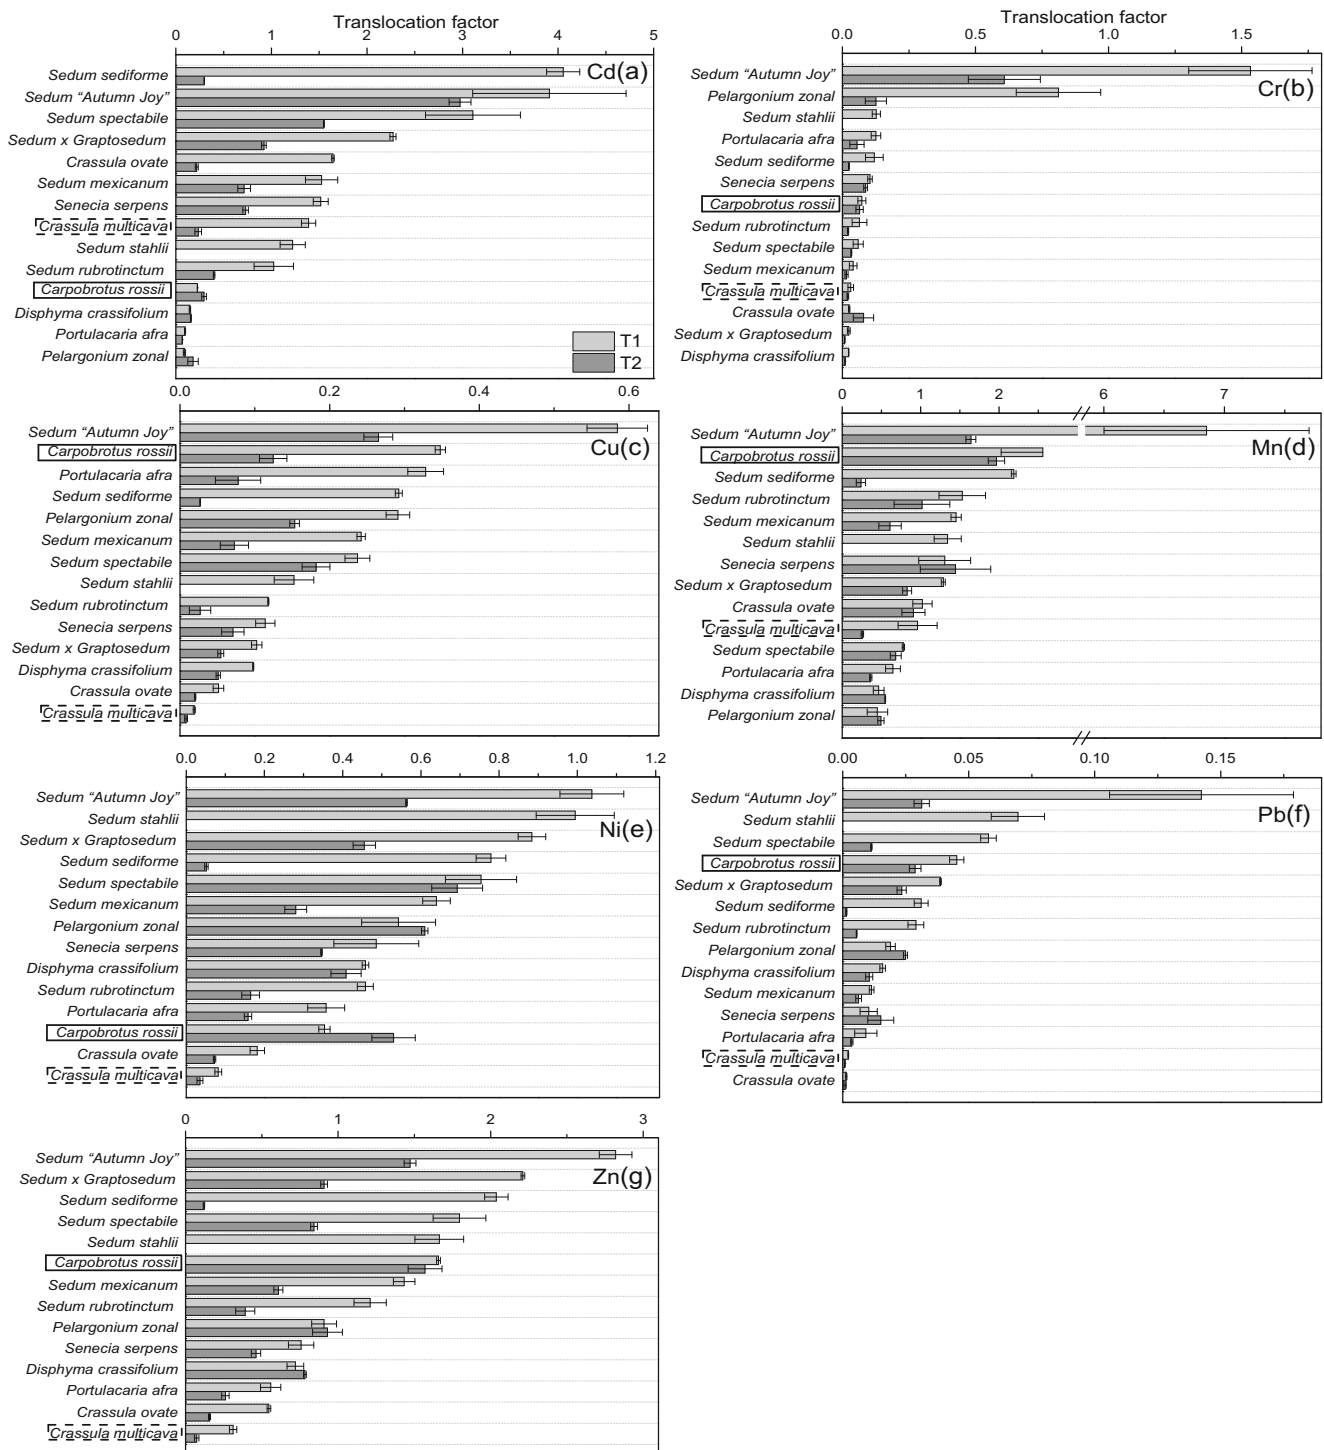 Translocation factor
0 1 2 3 4 5
Sedum sediforme
Cd(a)
Sedum “Autumn Joy”
Sedum spectabile
Sedum x Graptosedum
Crassula ovate
Sedum mexicanum
Senecia serpens
Crassula multicava
Sedum stahlii
Sedum rubrotinctum
Carpobrotus rossii
Disphyma crassifolium
Portulacaria afra
Pelargonium zonal
T1
T2
Translocation factor
0.0 0.5 1.0 1.5
Sedum “Autumn Joy”
Cr(b)
Pelargonium zonal
Sedum stahlii
Portulacaria afra
Sedum sediforme
Senecia serpens
Carpobrotus rossii
Sedum rubrotinctum
Sedum spectabile
Sedum mexicanum
Crassula multicava
Crassula ovate
Sedum x Graptosedum
Disphyma crassifolium
0.0 0.2 0.4 0.6
Sedum “Autumn Joy”
Cu(c)
Carpobrotus rossii
Portulacaria afra
Sedum sediforme
Pelargonium zonal
Sedum mexicanum
Sedum spectabile
Sedum stahlii
Sedum rubrotinctum
Senecia serpens
Sedum x Graptosedum
Disphyma crassifolium
Crassula ovate
Crassula multicava
0 1 2 6 7
Sedum “Autumn Joy”
Mn(d)
Carpobrotus rossii
Sedum sediforme
Sedum rubrotinctum
Sedum mexicanum
Sedum stahlii
Senecia serpens
Sedum x Graptosedum
Crassula ovate
Crassula multicava
Sedum spectabile
Portulacaria afra
Disphyma crassifolium
Pelargonium zonal
0.0 0.2 0.4 0.6 0.8 1.0 1.2
Sedum “Autumn Joy”
Sedum stahlii
Ni(e)
Sedum x Graptosedum
Sedum sediforme
Sedum spectabile
Sedum mexicanum
Pelargonium zonal
Senecia serpens
Disphyma crassifolium
Sedum rubrotinctum
Portulacaria afra
Carpobrotus rossii
Crassula ovate
Crassula multicava
0.00 0.05 0.10 0.15
Sedum “Autumn Joy”
Pb(f)
Sedum stahlii
Sedum spectabile
Carpobrotus rossii
Sedum x Graptosedum
Sedum sediforme
Sedum rubrotinctum
Pelargonium zonal
Disphyma crassifolium
Sedum mexicanum
Senecia serpens
Portulacaria afra
Crassula multicava
Crassula ovate
0 1 2 3
Sedum “Autumn Joy”
Zn(g)
Sedum x Graptosedum
Sedum sediforme
Sedum spectabile
Sedum stahlii
Carpobrotus rossii
Sedum mexicanum
Sedum rubrotinctum
Pelargonium zonal
Senecia serpens
Disphyma crassifolium
Portulacaria afra
Crassula ovate
Crassula multicava